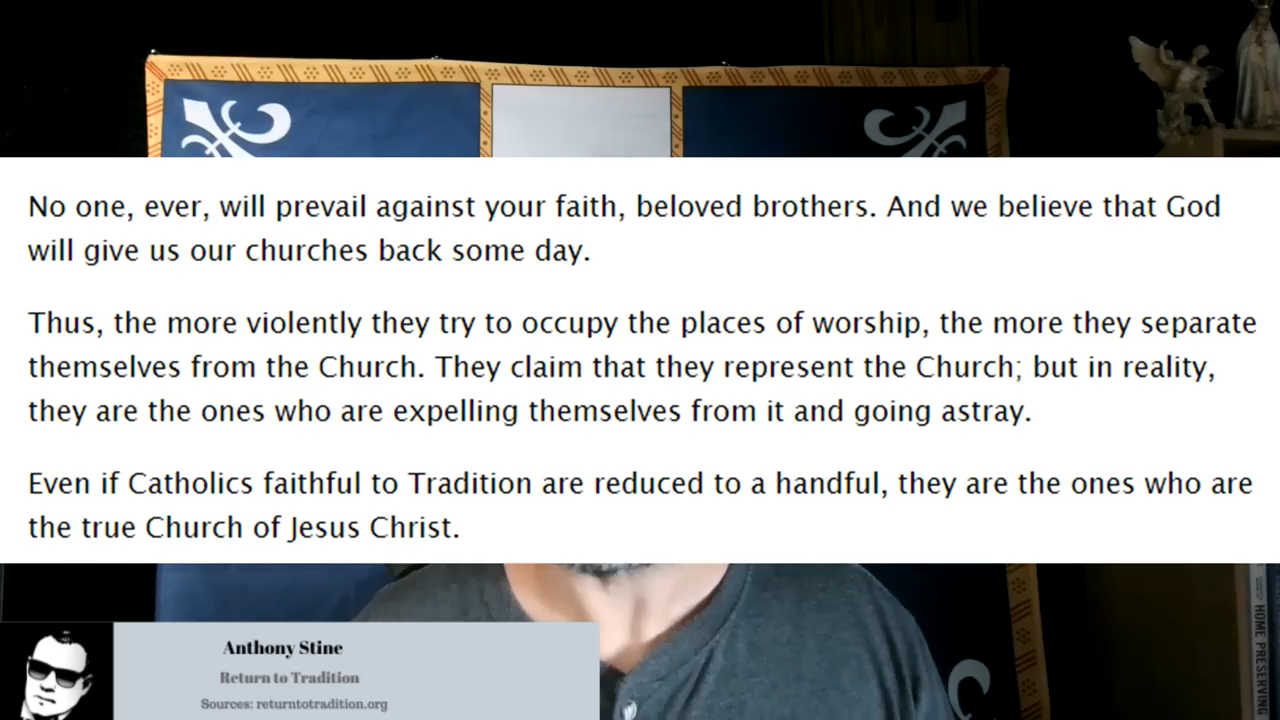 No one, ever, will prevail against your faith, beloved brothers. And we believe that God
will give us our churches back some day.
Thus, the more violently they try to occupy the places of worship, the more they separate
themselves from the Church. They claim that they represent the Church; but in reality,
they are the ones who are expelling themselves from it and going astray.
Even if Catholics faithful to Tradition are reduced to a handful, they are the ones who are
the true Church of Jesus Christ.
Anthony Stine
Return to Tradition
Sources: returntotradition.org
HOME PRESERVING